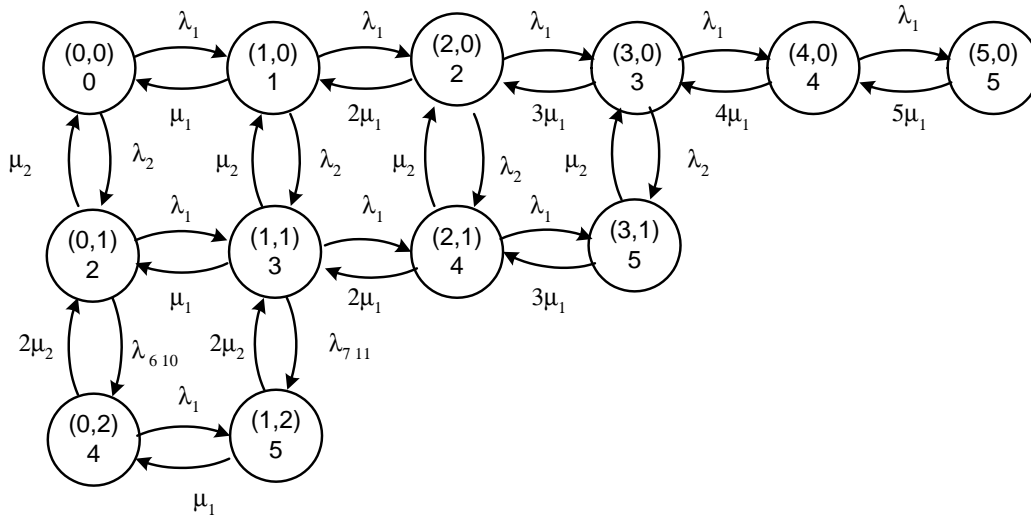 λ1 λ1 λ1 λ1 λ1
(0,0) (1,0) (2,0) (3,0) (4,0) (5,0)
0 1 2 3 4 5
μ1 2μ1 3μ1 4μ1 5μ1
μ2 λ2 μ2 λ2 μ2 λ2 μ2 λ2
λ1 λ1 λ1
(0,1) (1,1) (2,1) (3,1)
2 3 4 5
μ1 2μ1 3μ1
2μ2 λ6 10 2μ2 λ7 11
λ1
(0,2) (1,2)
4 5
μ1